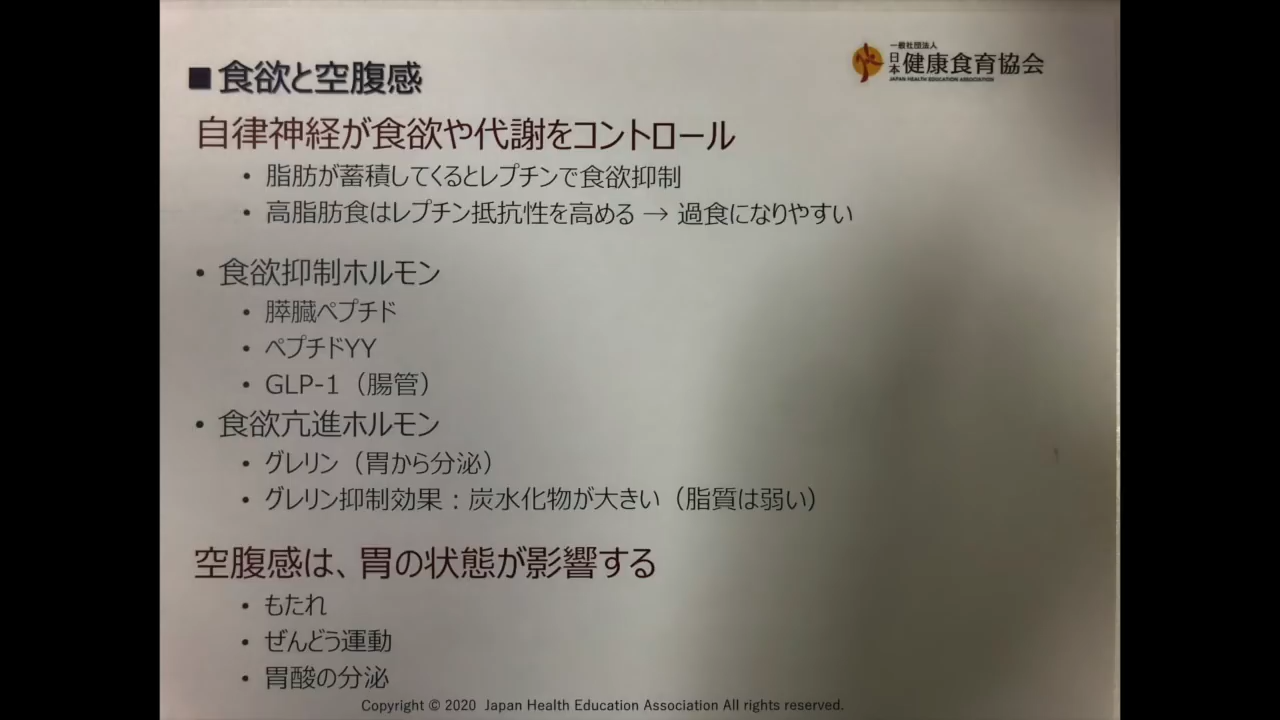 一般社団法人
日本健康食育協会
JAPAN HEALTH EDUCATION ASSOCIATION
■食欲と空腹感
自律神経が食欲や代謝をコントロール
• 脂肪が蓄積してくるとレプチンで食欲抑制
• 高脂肪食はレプチン抵抗性を高める → 過食になりやすい
• 食欲抑制ホルモン
• 膵臓ペプチド
• ペプチドYY
• GLP-1（腸管）
• 食欲亢進ホルモン
• グレリン（胃から分泌）
• グレリン抑制効果：炭水化物が大きい（脂質は弱い）
空腹感は、胃の状態が影響する
• もたれ
• ぜんどう運動
• 胃酸の分泌
Copyright © 2020 Japan Health Education Association All rights reserved.